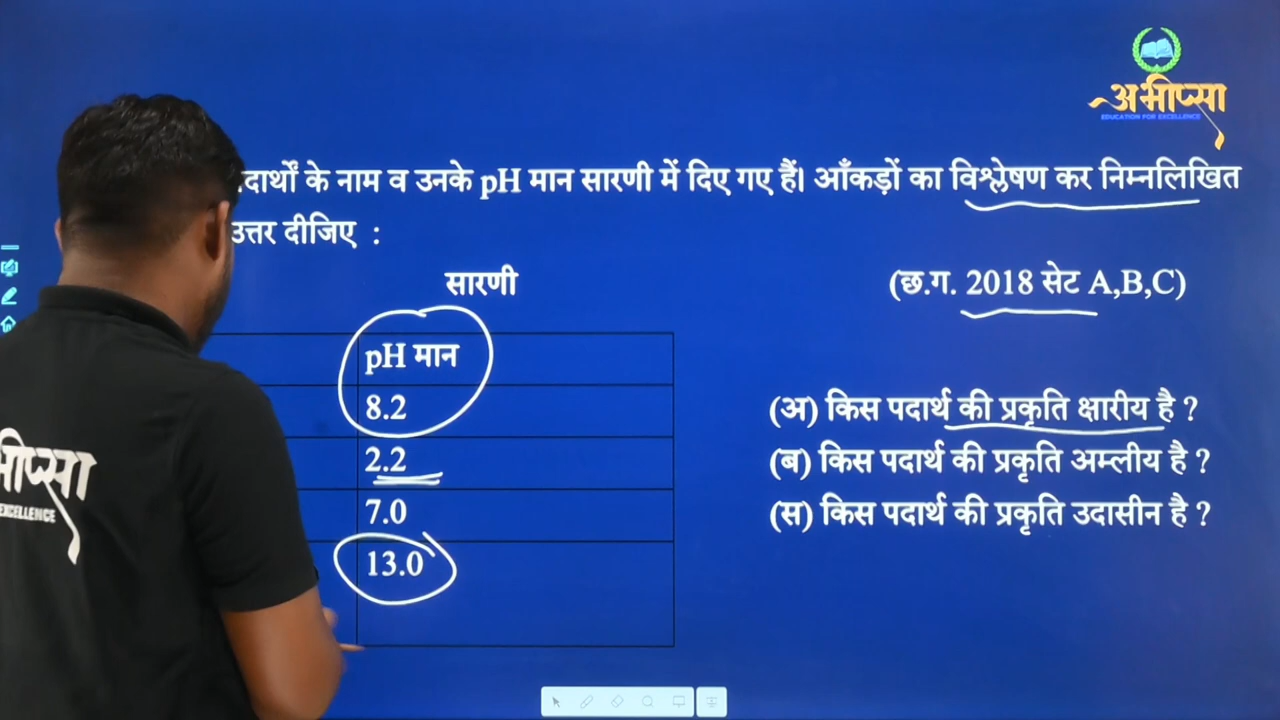 अभीप्सा
EDUCATION FOR EXCELLENCE
के नाम व उनके pH मान सारणी में दिए गए हैं। आँकड़ों का विश्लेषण कर निम्नलिखित
उत्तर दीजिए :
सारणी
(छ.ग. 2018 सेट A,B,C)
pH मान
8.2
2.2
7.0
13.0
(अ) किस पदार्थ की प्रकृति क्षारीय है ?
(ब) किस पदार्थ की प्रकृति अम्लीय है ?
(स) किस पदार्थ की प्रकृति उदासीन है ?
EXCELLENCE